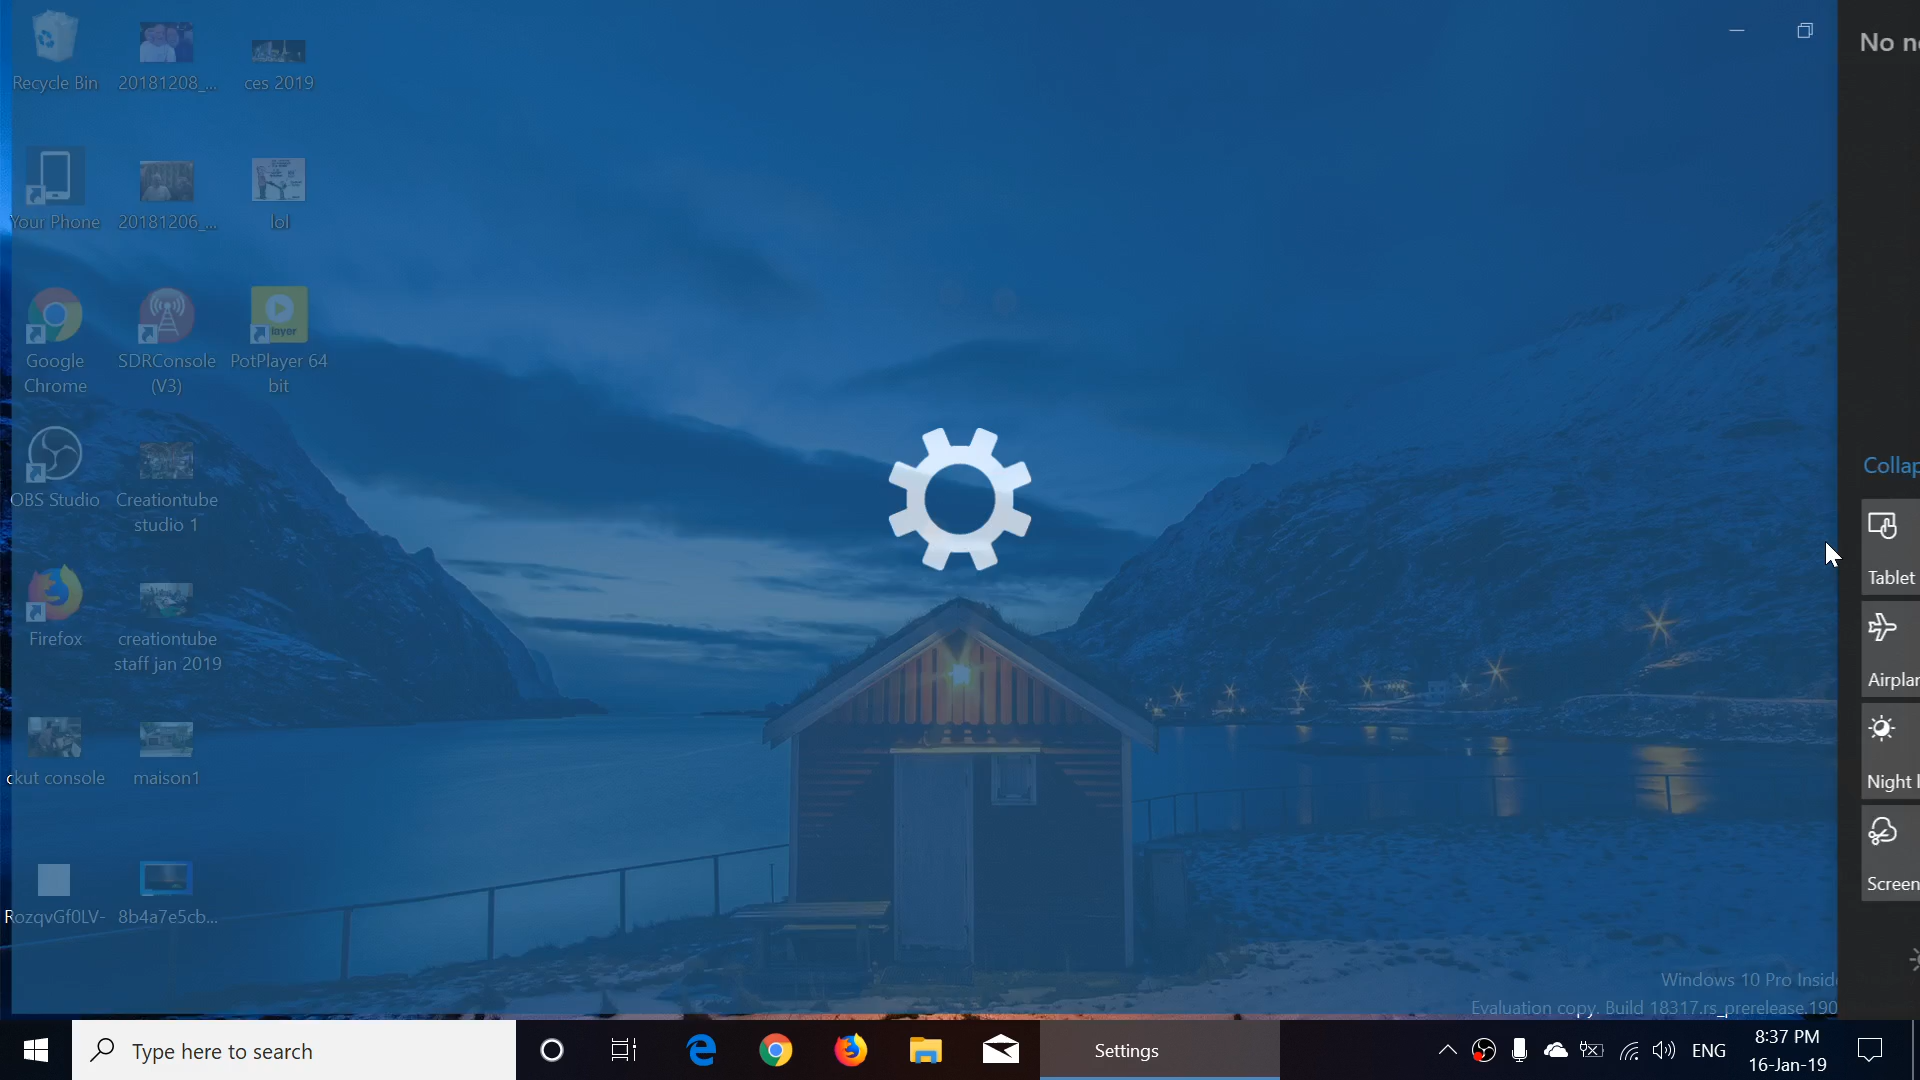 Recycle Bin
20181208_...
ces 2019
No ne
Your Phone
20181206_...
lol
Google
Chrome
SDRConsole
(V3)
PotPlayer 64
bit
layer
OBS Studio
Creationtube
studio 1
Collap
Firefox
creationtube
staff jan 2019
Tablet
Airplan
ckut console
maison1
Night l
RozqvGf0LV-
8b4a7e5cb...
Screen
Windows 10 Pro Inside
Evaluation copy. Build 18317.rs_prerelease.190
Type here to search
Settings
ENG
8:37 PM
16-Jan-19